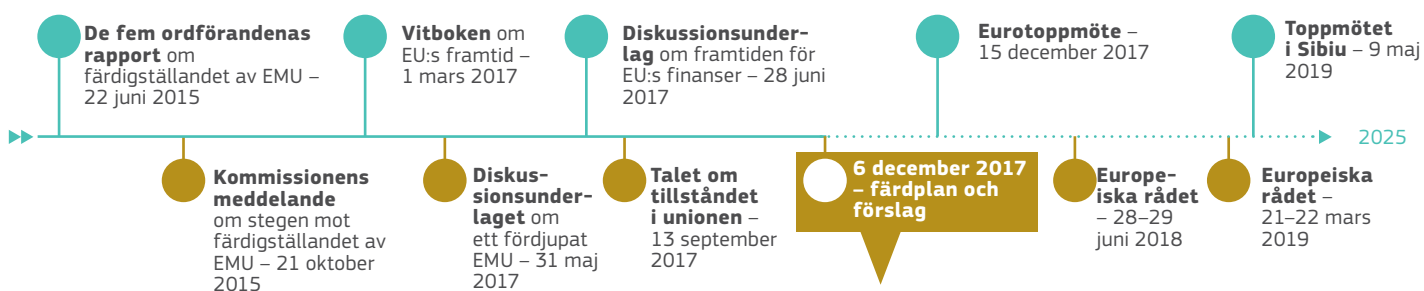 De fem ordförandenas
rapport om
färdigställandet av EMU –
22 juni 2015
Vitboken om
EU:s framtid –
1 mars 2017
Diskussionsunder-
lag om framtiden för
EU:s finanser – 28 juni
2017
Eurotoppmöte –
15 december 2017
Toppmötet
i Sibiu – 9 maj
2019
2025
Kommissionens
meddelande
om stegen mot
färdigställandet av
EMU – 21 oktober
2015
Diskus-
sionsunder-
laget om
ett fördjupat
EMU – 31 maj
2017
Talet om
tillståndet
i unionen –
13 september
2017
6 december 2017
– färdplan och
förslag
Europe-
iska rådet
– 28–29
juni 2018
Europeiska
rådet –
21–22 mars
2019